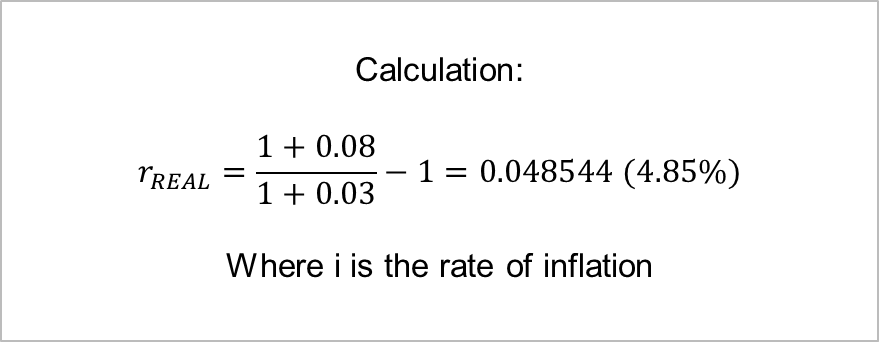 Calculation:
r_REAL = \frac{1 + 0.08}{1 + 0.03} − 1 = 0.048544 (4.85%)
Where i is the rate of inflation